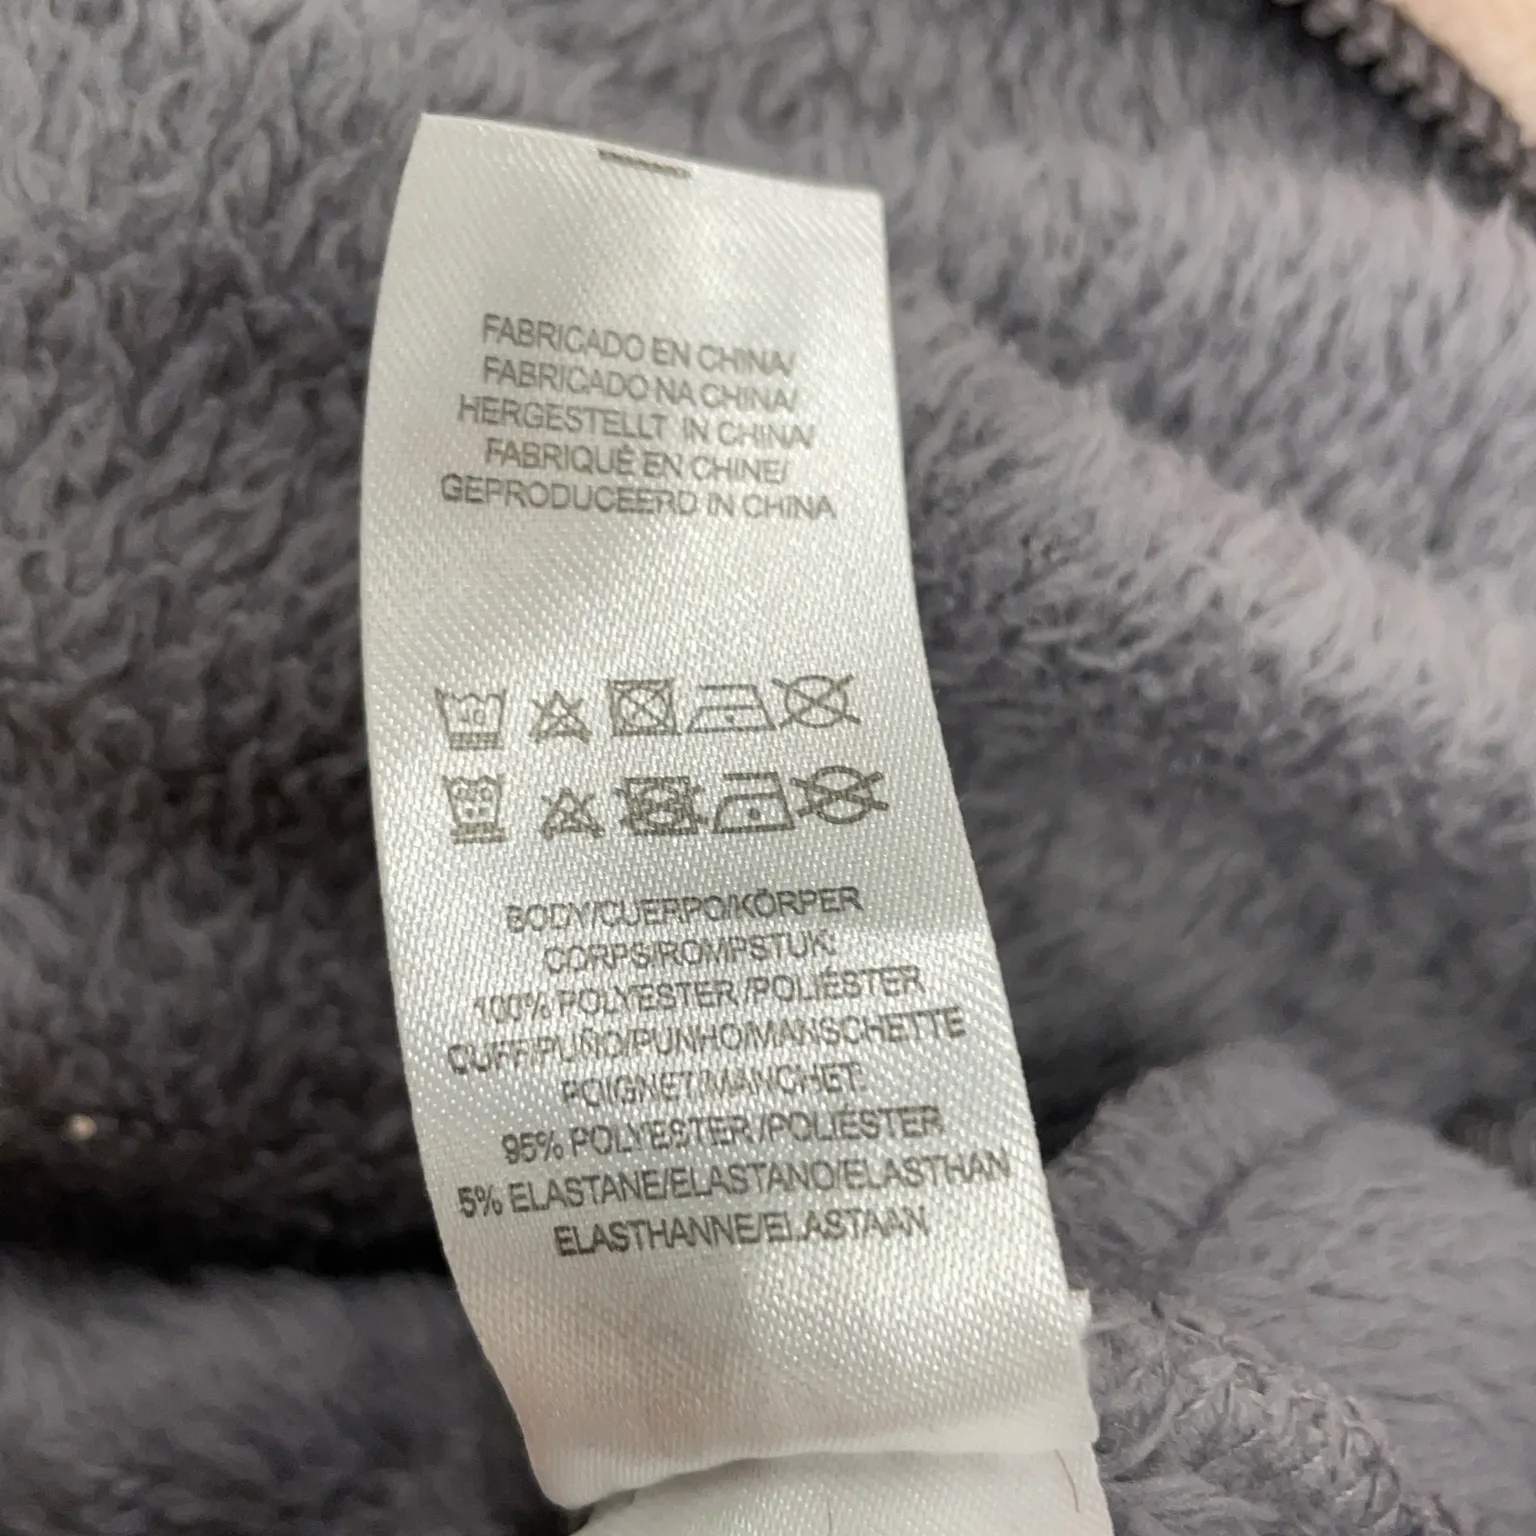 FABRICADO EN CHINA/
FABRICADO NA CHINA/
HERGESTELLT IN CHINA/
FABRIQUÉ EN CHINE/
GEPRODUCEERD IN CHINA
BODY/CUERPO/KÖRPER
CORPS/ROMPSTUK:
100% POLYESTER/POLIÉSTER
CUFF/PUÑO/PUNHO/MANSCHETTE
POIGNET/MANCHET:
95% POLYESTER/POLIÉSTER
5% ELASTANE/ELASTANO/ELASTHAN
ELASTHANNE/ELASTAAN